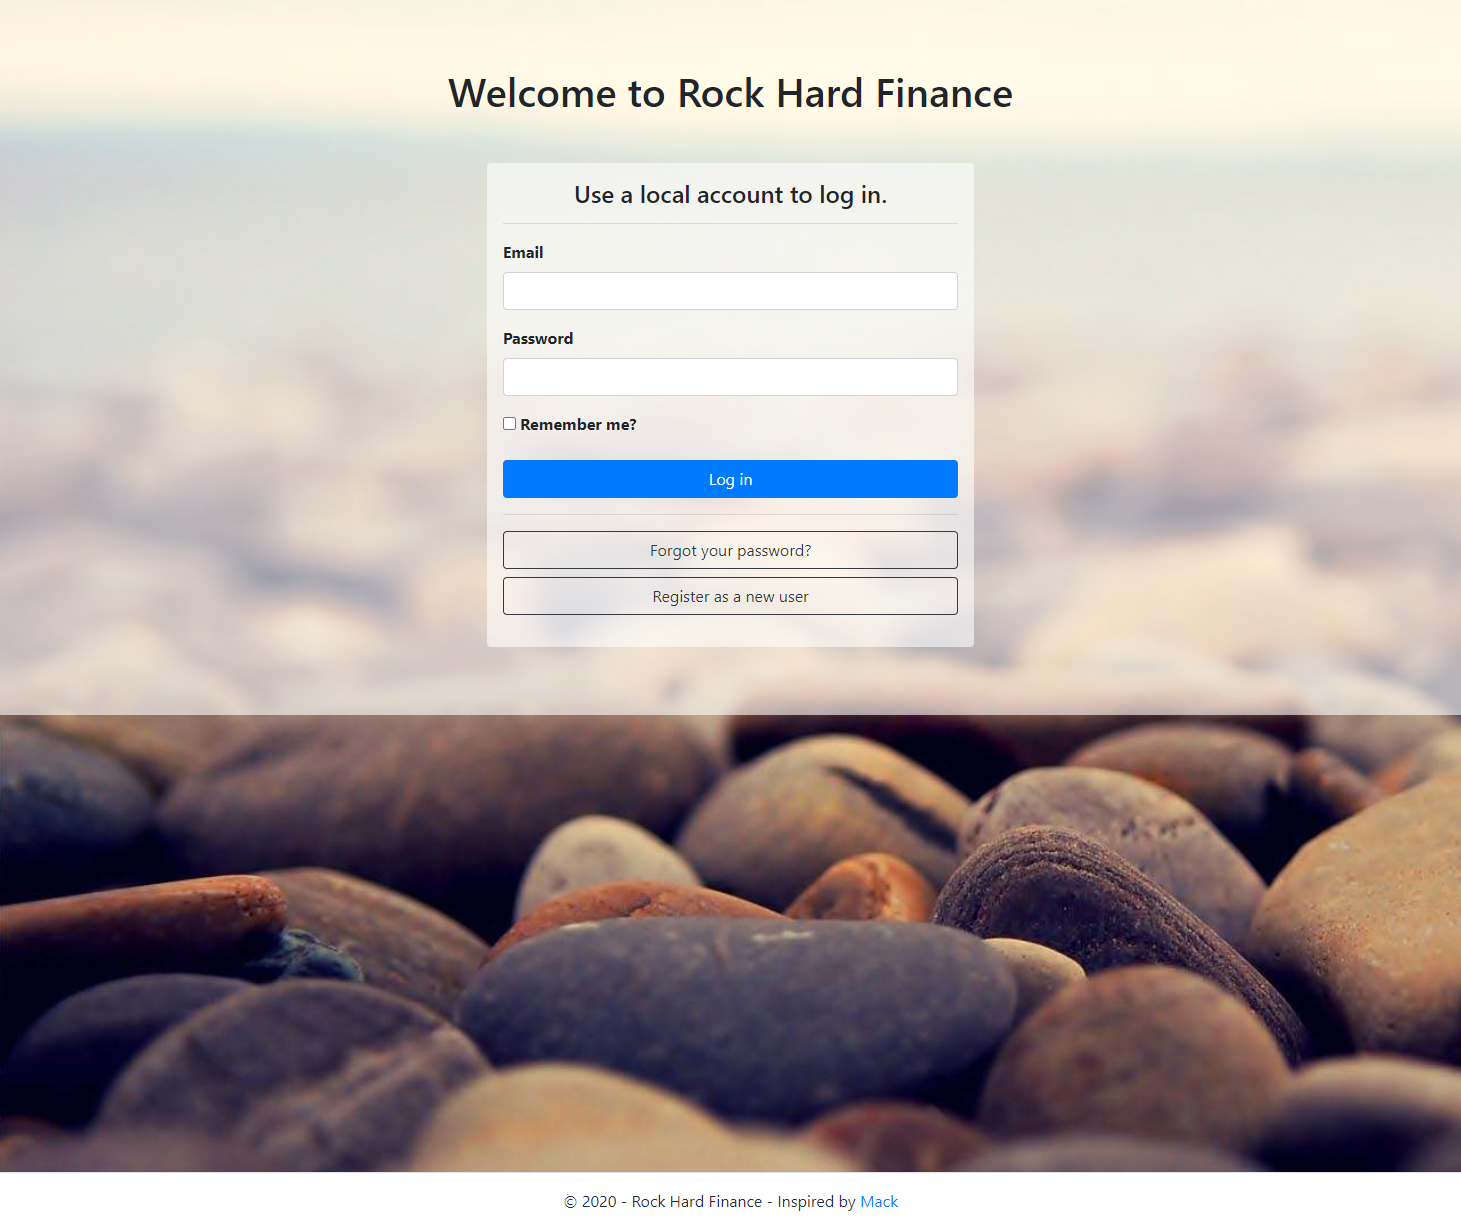 Welcome to Rock Hard Finance
Use a local account to log in.
Email
Password
Remember me?
Log in
Forgot your password?
Register as a new user
© 2020 - Rock Hard Finance - Inspired by Mack